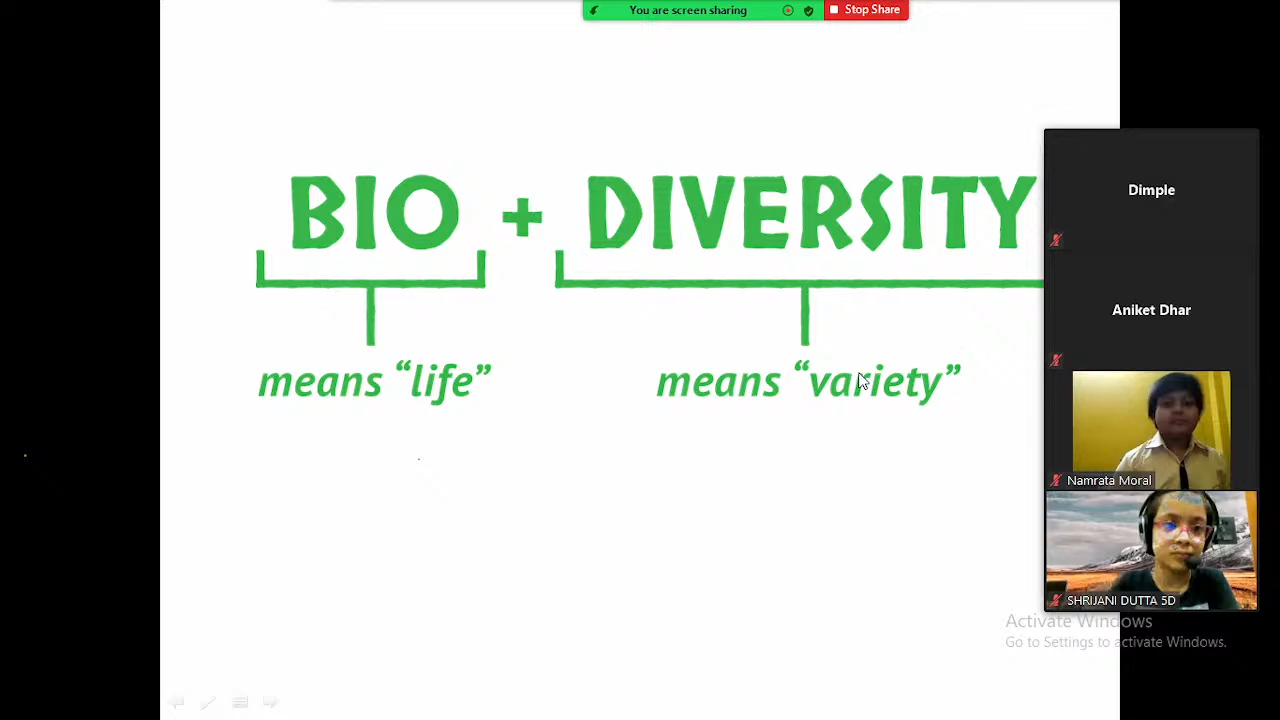 You are screen sharing Stop Share
BIO + DIVERSITY
means “life” means “variety”
Dimple
Aniket Dhar
Namrata Moral
SHRIJANI DUTTA 5D
Activate Windows
Go to Settings to activate Windows.